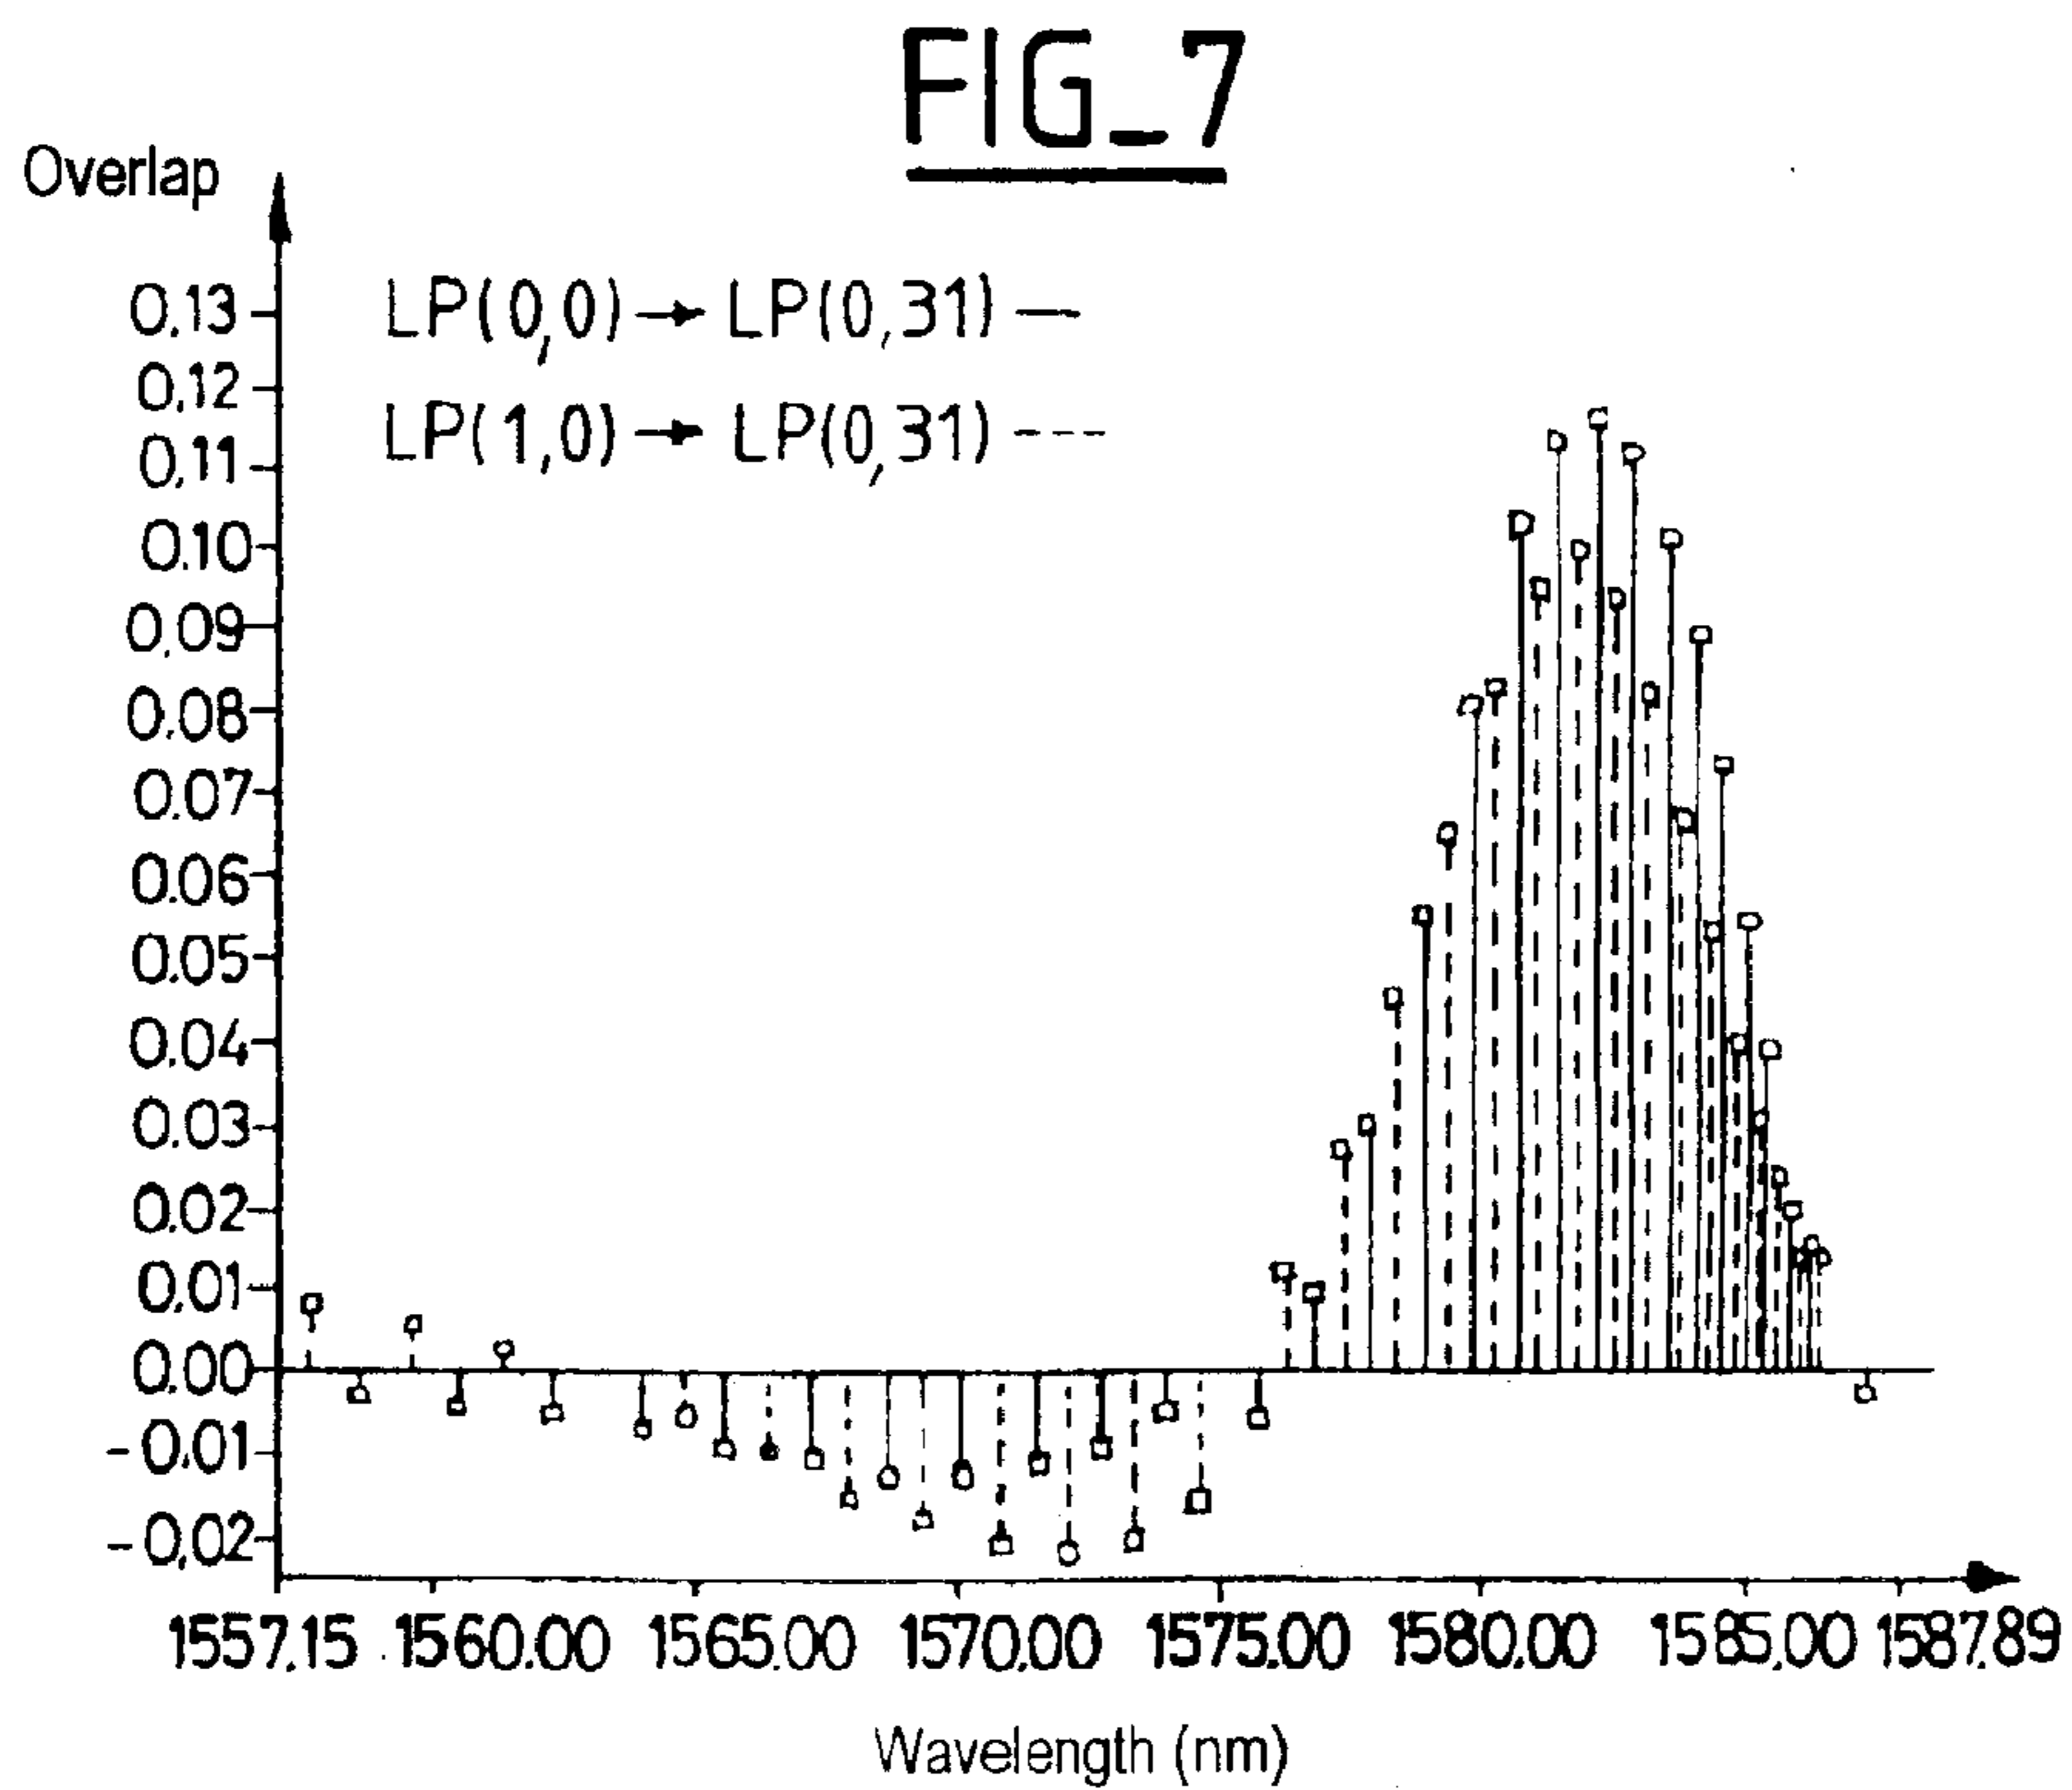 FIG_7
Overlap
LP(0,0) → LP(0,31) —
LP(1,0) → LP(0,31) ---
0.13
0.12
0.11
0.10
0.09
0.08
0.07
0.06
0.05
0.04
0.03
0.02
0.01
0.00
-0.01
-0.02
1557.15 1560.00 1565.00 1570.00 1575.00 1580.00 1585.00 1587.89
Wavelength (nm)